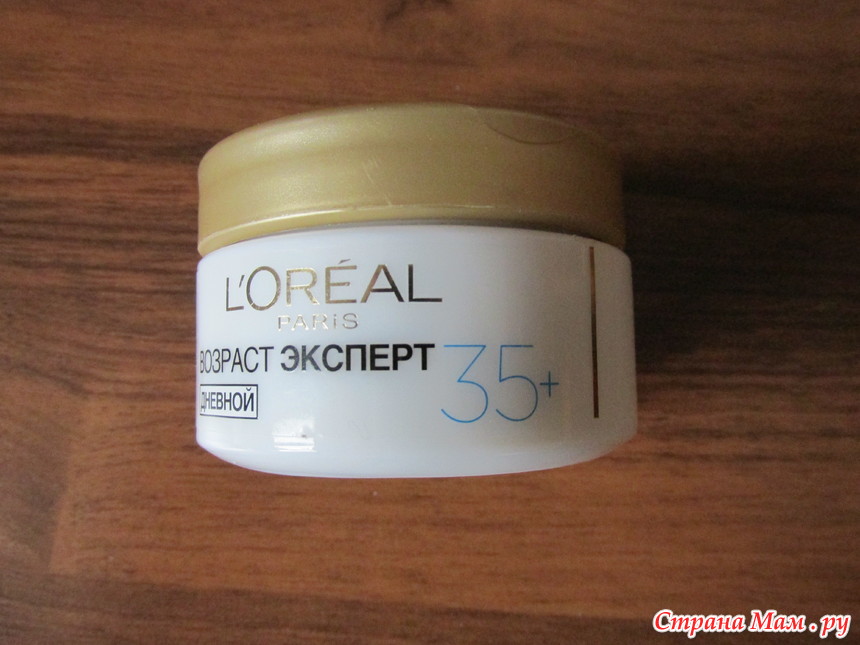 L'ORÉAL
PARiS
ВОЗРАСТ ЭКСПЕРТ 35+
ДНЕВНОЙ
Страна Мам.ру